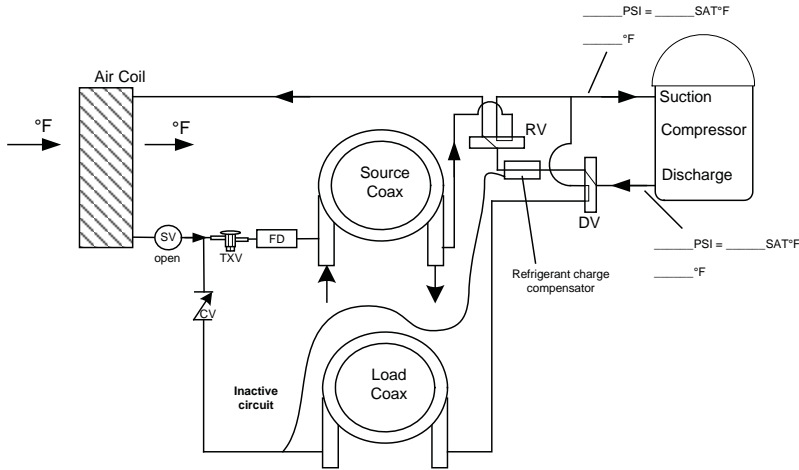 ______PSI = ______SAT°F
______°F
Air Coil
°F
°F
Suction
Compressor
Discharge
RV
Source
Coax
DV
SV
open
TXV
FD
______PSI = ______SAT°F
______°F
Refrigerant charge
compensator
CV
Inactive
circuit
Load
Coax